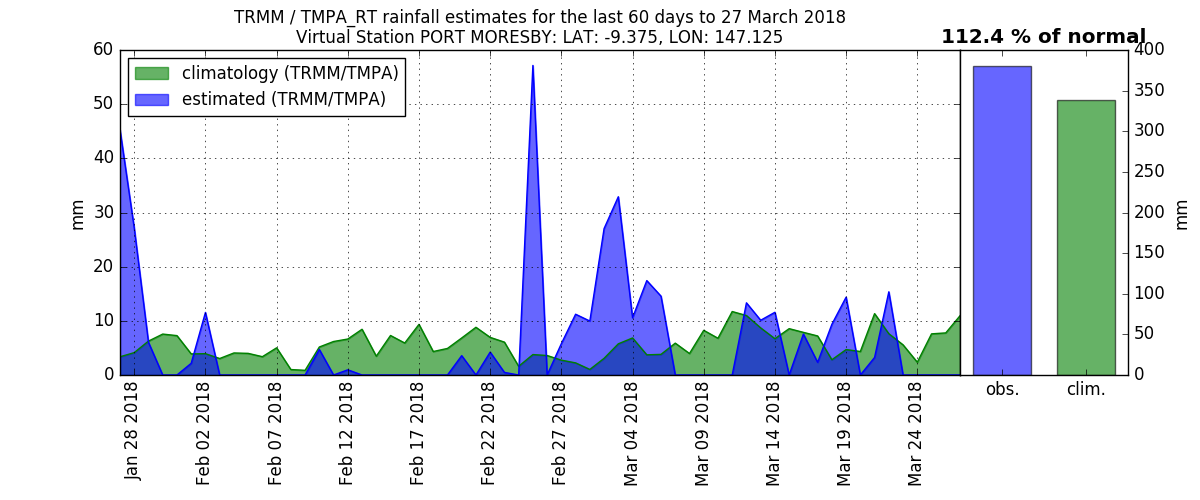 TRMM / TMPA_RT rainfall estimates for the last 60 days to 27 March 2018
Virtual Station PORT MORESBY: LAT: -9.375, LON: 147.125
112.4 % of normal
climatology (TRMM/TMPA)
estimated (TRMM/TMPA)
60
50
40
30
20
10
0
mm
Jan 28 2018
Feb 02 2018
Feb 07 2018
Feb 12 2018
Feb 17 2018
Feb 22 2018
Feb 27 2018
Mar 04 2018
Mar 09 2018
Mar 14 2018
Mar 19 2018
Mar 24 2018
obs.
clim.
400
350
300
250
200
150
100
50
0
mm